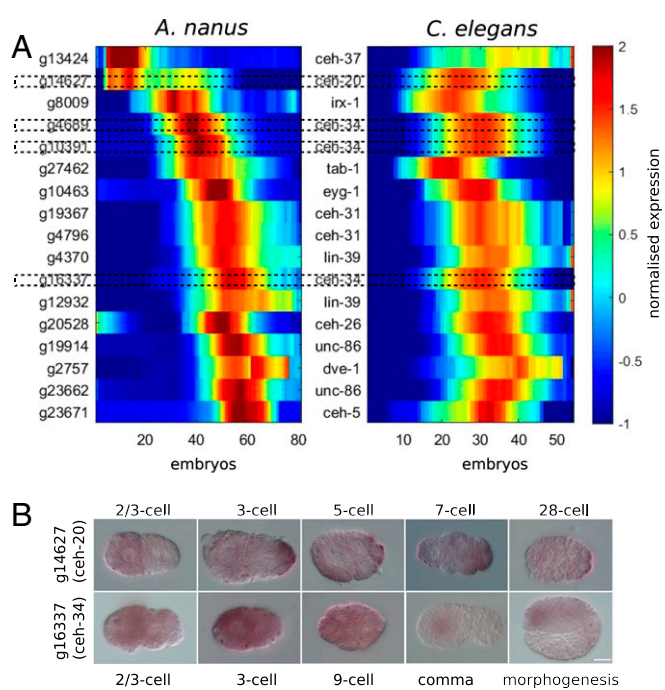 A. nanus C. elegans
A
g13424 ceh-37
g14627 ceh-20
g8009 irx-1
g4689 ceh-34
g10391 ceh-34
g27462 tab-1
g10463 eyg-1
g19367 ceh-31
g4796 ceh-31
g4370 lin-39
g16337 ceh-34
g12932 lin-39
g20528 ceh-26
g19914 unc-86
g2757 dve-1
g23662 unc-86
g23671 ceh-5
20 40 60 80 10 20 30 40 50
embryos embryos
2
1.5
1
0.5
0
-0.5
-1
normalised expression
B
2/3-cell 3-cell 5-cell 7-cell 28-cell
g14627
(ceh-20)
g16337
(ceh-34)
2/3-cell 3-cell 9-cell comma morphogenesis